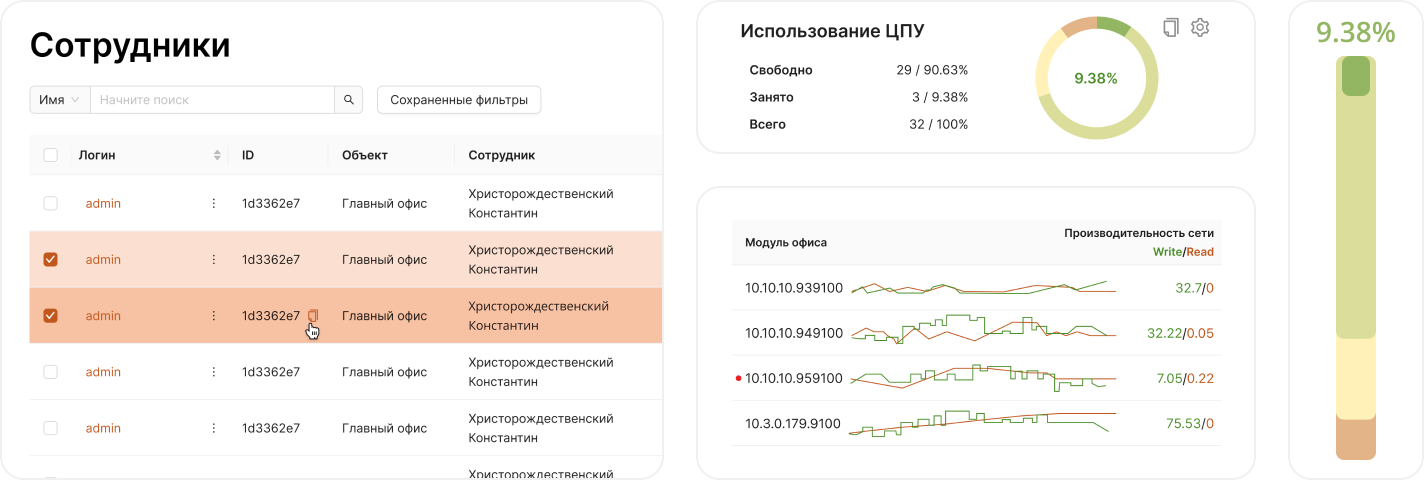 Сотрудники
Имя Начните поиск Сохраненные фильтры
Логин ID Объект Сотрудник
admin 1d3362e7 Главный офис Христорождественский
Константин
admin 1d3362e7 Главный офис Христорождественский
Константин
admin 1d3362e7 Главный офис Христорождественский
Константин
admin 1d3362e7 Главный офис Христорождественский
Константин
admin 1d3362e7 Главный офис Христорождественский
Константин
Христорождественский
Использование ЦПУ
Свободно 29 / 90.63%
Занято 3 / 9.38%
Всего 32 / 100%
9.38%
Модуль офиса Производительность сети
Write/Read
10.10.10.939100 32.7/0
10.10.10.949100 32.22/0.05
10.10.10.959100 7.05/0.22
10.3.0.179.9100 75.53/0
9.38%